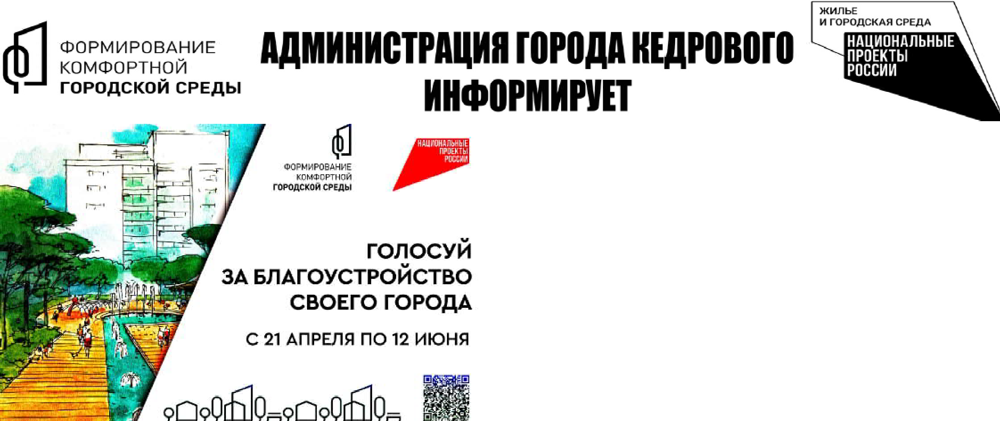 ФОРМИРОВАНИЕ
КОМФОРТНОЙ
ГОРОДСКОЙ СРЕДЫ
АДМИНИСТРАЦИЯ ГОРОДА КЕДРОВОГО
ИНФОРМИРУЕТ
ЖИЛЬЕ
И ГОРОДСКАЯ СРЕДА
НАЦИОНАЛЬНЫЕ
ПРОЕКТЫ
РОССИИ
ФОРМИРОВАНИЕ
КОМФОРТНОЙ
ГОРОДСКОЙ СРЕДЫ
НАЦИОНАЛЬНЫЕ
ПРОЕКТЫ
РОССИИ
ГОЛОСУЙ
ЗА БЛАГОУСТРОЙСТВО
СВОЕГО ГОРОДА
С 21 АПРЕЛЯ ПО 12 ИЮНЯ